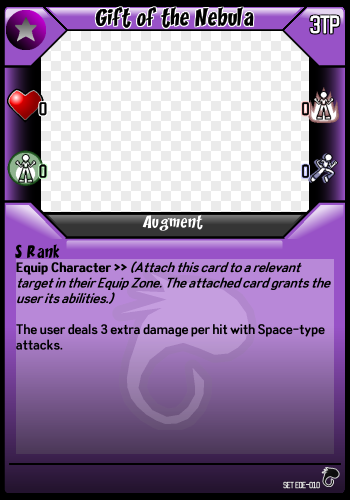 Gift of the Nebula
3TP
0
0
0
0
Augment
S Rank
Equip Character >> (Attach this card to a relevant
target in their Equip Zone. The attached card grants the
user its abilities.)
The user deals 3 extra damage per hit with Space-type
attacks.
SET EDE-010